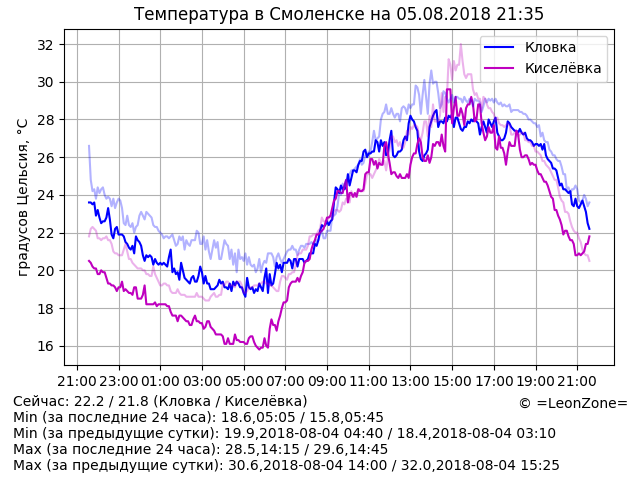 Температура в Смоленске на 05.08.2018 21:35
Кловка
Киселёвка
градусов Цельсия, °C
32
30
28
26
24
22
20
18
16
21:00 23:00 01:00 03:00 05:00 07:00 09:00 11:00 13:00 15:00 17:00 19:00 21:00
Сейчас: 22.2 / 21.8 (Кловка / Киселёвка)
© =LeonZone=
Min (за последние 24 часа): 18.6,05:05 / 15.8,05:45
Min (за предыдущие сутки): 19.9,2018-08-04 04:40 / 18.4,2018-08-04 03:10
Max (за последние 24 часа): 28.5,14:15 / 29.6,14:45
Max (за предыдущие сутки): 30.6,2018-08-04 14:00 / 32.0,2018-08-04 15:25